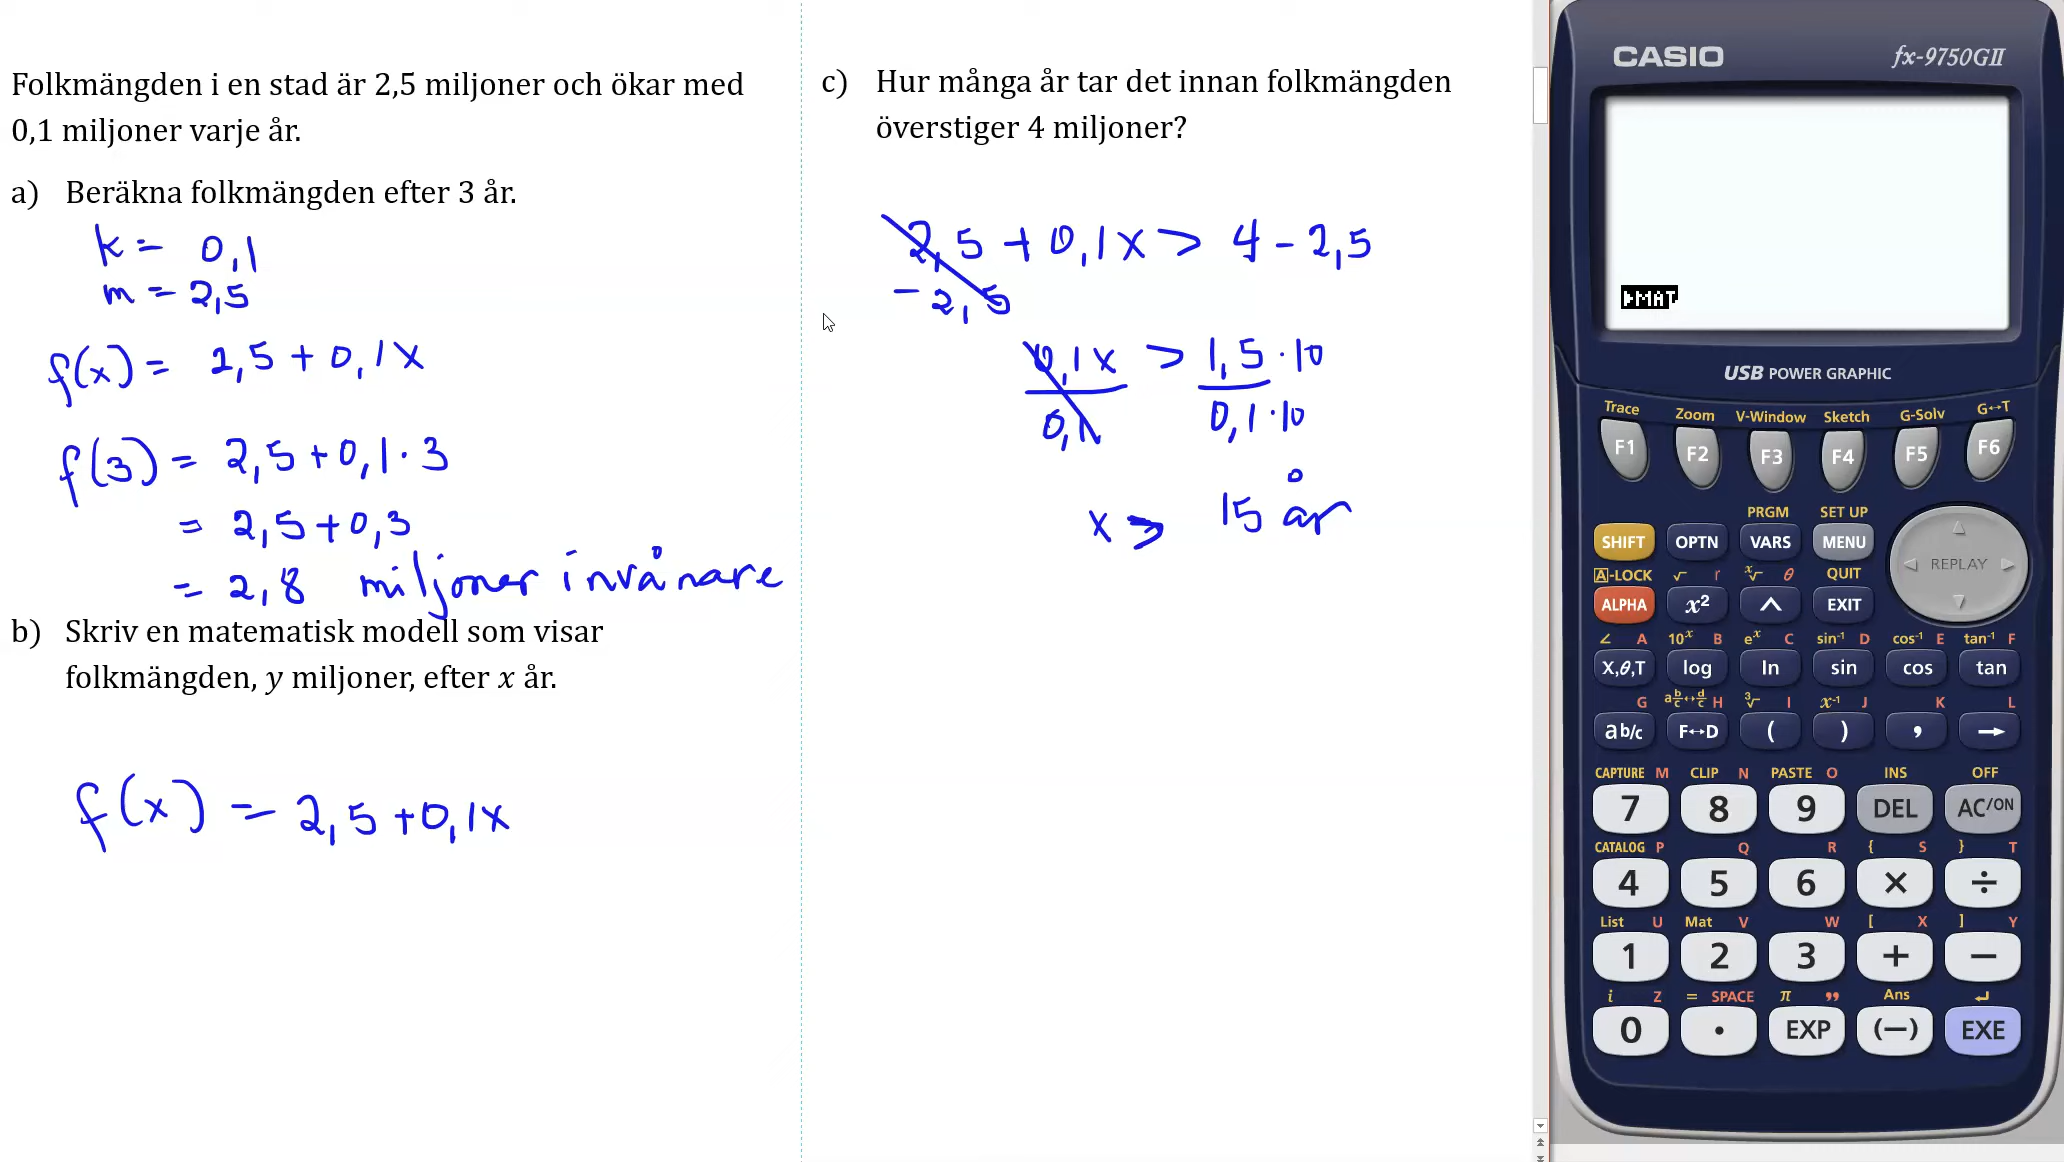 Folkmängden i en stad är 2,5 miljoner och ökar med
0,1 miljoner varje år.
a) Beräkna folkmängden efter 3 år.
k = 0,1
m = 2,5
f(x) = 2,5 + 0,1x
f(3) = 2,5 + 0,1 · 3
= 2,5 + 0,3
= 2,8 miljoner invånare
b) Skriv en matematisk modell som visar
folkmängden, y miljoner, efter x år.
f(x) = 2,5 + 0,1x
c) Hur många år tar det innan folkmängden
överstiger 4 miljoner?
2,5 + 0,1x > 4 - 2,5
- 2,5
0,1x > 1,5 · 10
0,1 0,1 · 10
x > 15 år
CASIO fx-9750GII
▶MAT
USB POWER GRAPHIC
Trace Zoom V-Window Sketch G-Solv G↔T
F1 F2 F3 F4 F5 F6
PRGM SET UP
SHIFT OPTN VARS MENU REPLAY
A-LOCK √ r ˣ√ θ QUIT
ALPHA x² ^ EXIT
∠ A 10ˣ B eˣ C sin⁻¹ D cos⁻¹ E tan⁻¹ F
X,θ,T log ln sin cos tan
G a b/c↔d/c H ³√ I x⁻¹ J K L
a b/c F↔D ( ) , →
CAPTURE M CLIP N PASTE O INS OFF
7 8 9 DEL AC/ON
CATALOG P Q R { S } T
4 5 6 × ÷
List U Mat V W [ X ] Y
1 2 3 + −
i Z = SPACE π ” Ans ↵
0 . EXP (−) EXE